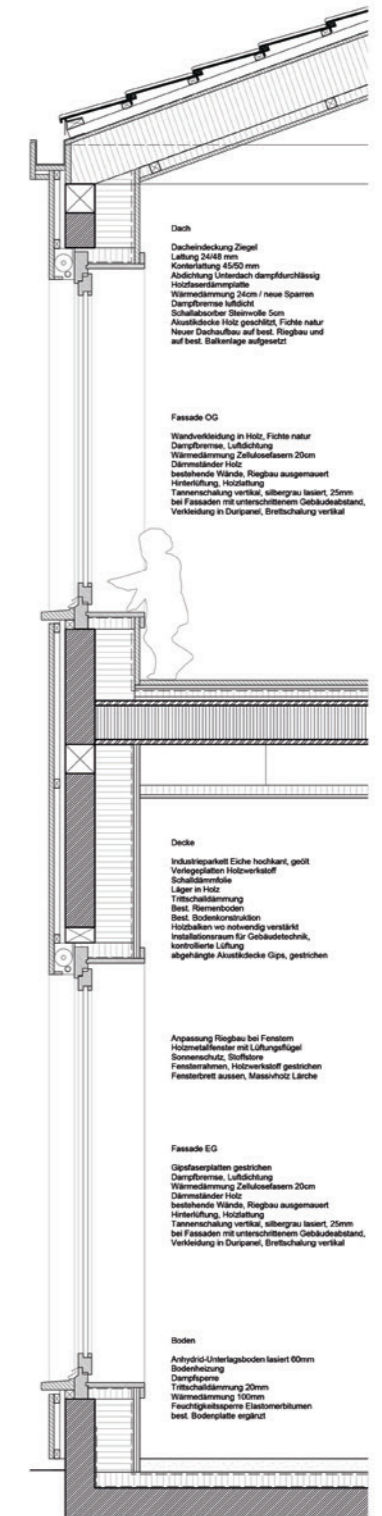 Dach
Dacheindeckung Ziegel
Lattung 24/48 mm
Konterlattung 45/50 mm
Abdichtung Unterdach dampfdurchlässig
Holzfaserdämmplatte
Wärmedämmung 24cm / neue Sparren
Dampfbremse luftdicht
Schallabsorber Steinwolle 5cm
Akustikdecke Holz geschlitzt, Fichte natur
Neuer Dachaufbau auf best. Riegbau und
auf best. Balkenlage aufgesetzt
Fassade OG
Wandverkleidung in Holz, Fichte natur
Dampfbremse, Luftdichtung
Wärmedämmung Zellulosefasern 20cm
Dämmständer Holz
bestehende Wände, Riegbau ausgemauert
Hinterlüftung, Holzlattung
Tannenschalung vertikal, silbergrau lasiert, 25mm
bei Fassaden mit unterschrittenem Gebäudeabstand,
Verkleidung in Duripanel, Brettschalung vertikal
Decke
Industrieparkett Eiche hochkant, geölt
Verlegeplatten Holzwerkstoff
Schalldämmfolie
Läger in Holz
Trittschalldämmung
Best. Riemenboden
Best. Bodenkonstruktion
Holzbalken wo notwendig verstärkt
Installationsraum für Gebäudetechnik,
kontrollierte Lüftung
abgehängte Akustikdecke Gips, gestrichen
Anpassung Riegbau bei Fenstern
Holzmetallfenster mit Lüftungsflügel
Sonnenschutz, Stoffstore
Fensterrahmen, Holzwerkstoff gestrichen
Fensterbrett aussen, Massivholz Lärche
Fassade EG
Gipsfaserplatten gestrichen
Dampfbremse, Luftdichtung
Wärmedämmung Zellulosefasern 20cm
Dämmständer Holz
bestehende Wände, Riegbau ausgemauert
Hinterlüftung, Holzlattung
Tannenschalung vertikal, silbergrau lasiert, 25mm
bei Fassaden mit unterschrittenem Gebäudeabstand,
Verkleidung in Duripanel, Brettschalung vertikal
Boden
Anhydrid-Unterlagsboden lasiert 60mm
Bodenheizung
Dampfsperre
Trittschalldämmung 20mm
Wärmedämmung 100mm
Feuchtigkeitssperre Elastomerbitumen
best. Bodenplatte ergänzt